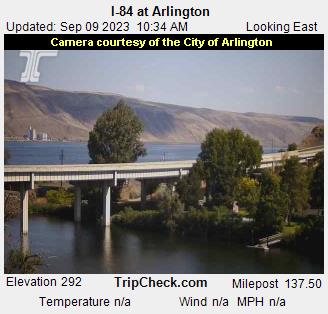 I-84 at Arlington
Updated: Sep 09 2023 10:34 AM Looking East
Camera courtesy of the City of Arlington
Elevation 292 TripCheck.com Milepost 137.50
Temperature n/a Wind n/a MPH n/a